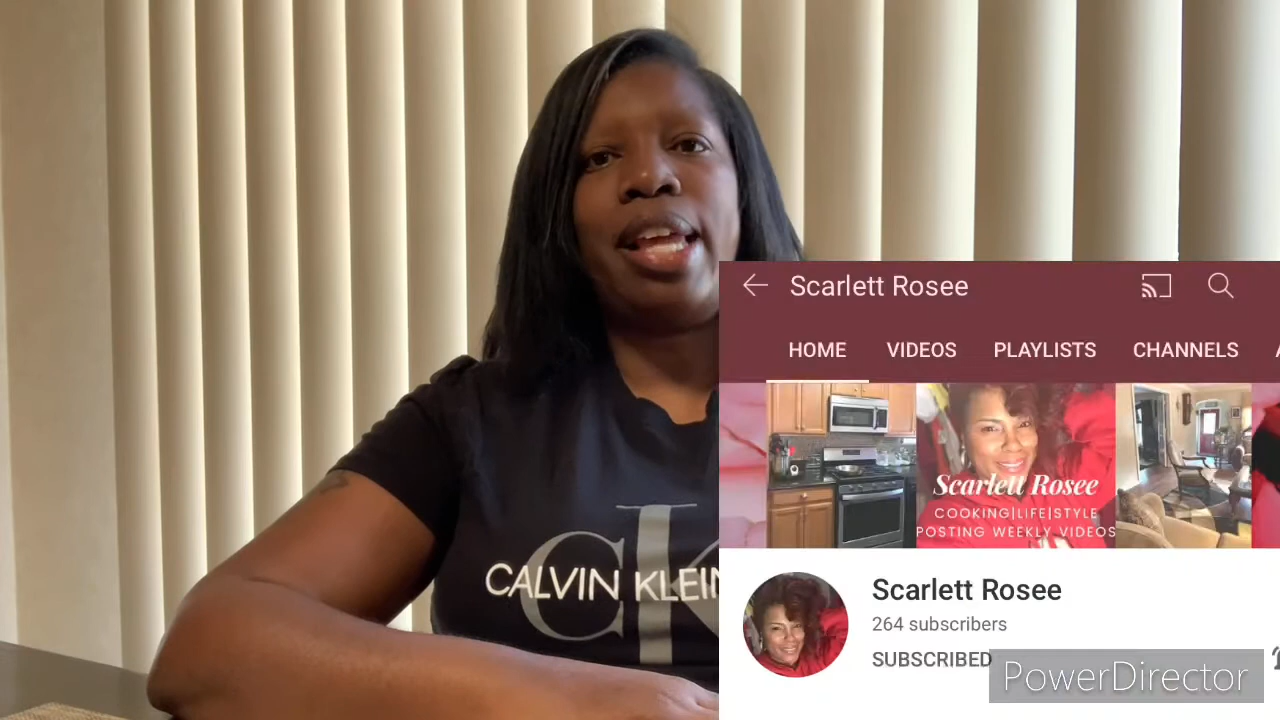 Scarlett Rosee
HOME VIDEOS PLAYLISTS CHANNELS
Scarlett Rosee
COOKING|LIFE|STYLE
POSTING WEEKLY VIDEOS
CALVIN KLEIN
CK
Scarlett Rosee
264 subscribers
SUBSCRIBED
PowerDirector